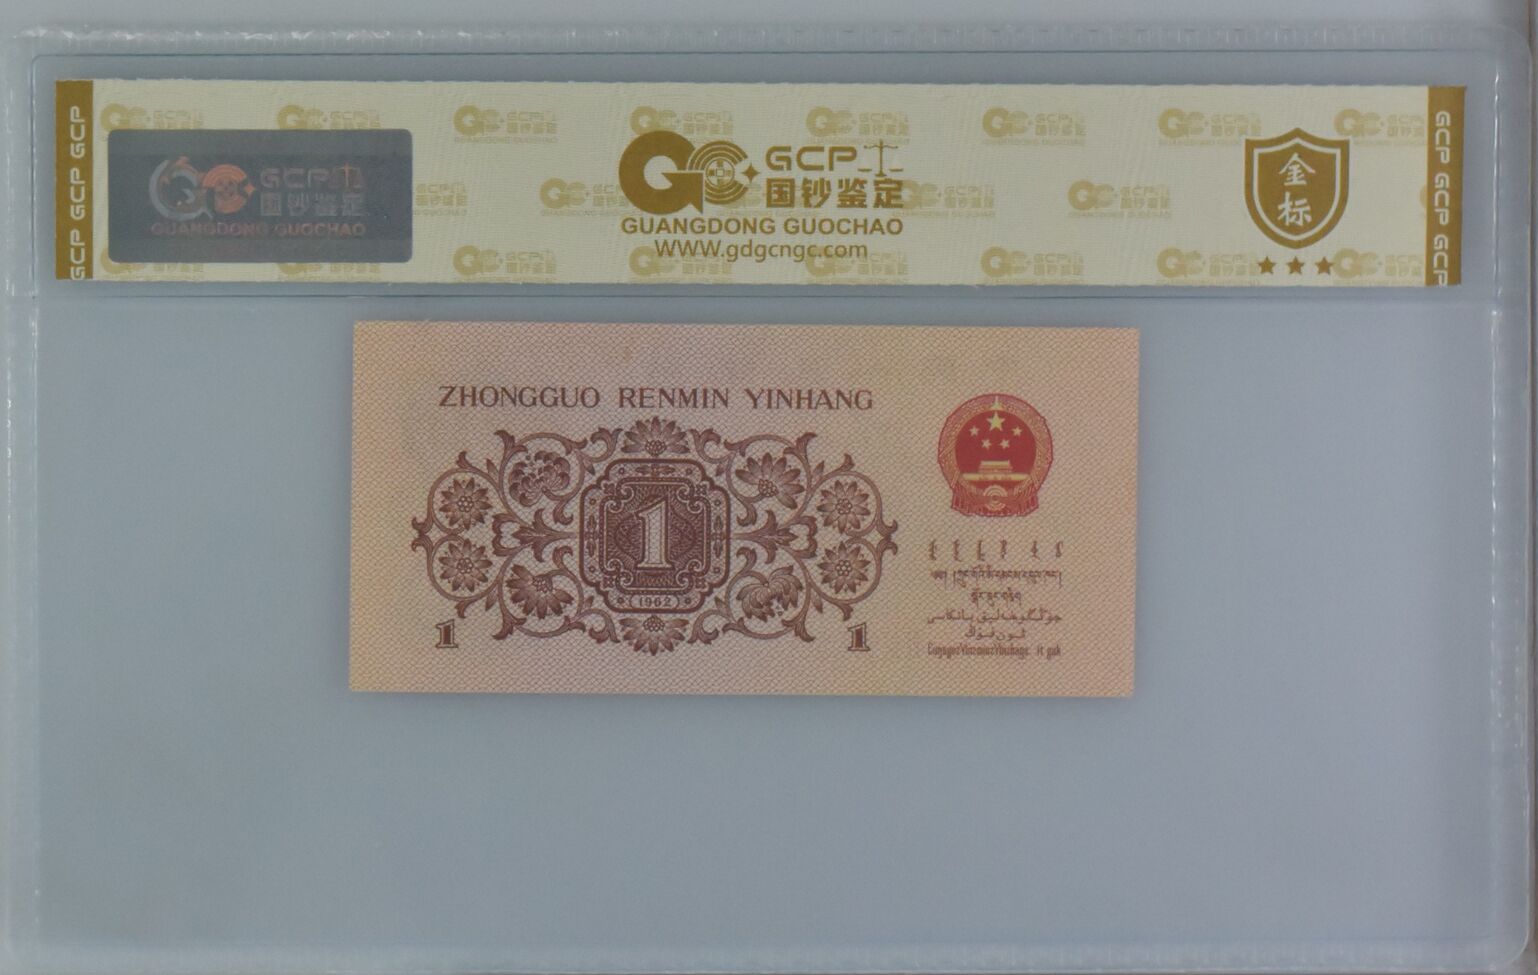 GCP GCP GCP
GCP
国钞鉴定
GUANGDONG GUOCHAO
GCP
国钞鉴定
GUANGDONG GUOCHAO
WWW.gdgcngc.com
金
标
GCP GCP GCP
ZHONGGUO RENMIN YINHANG
1
(1962)
1
1